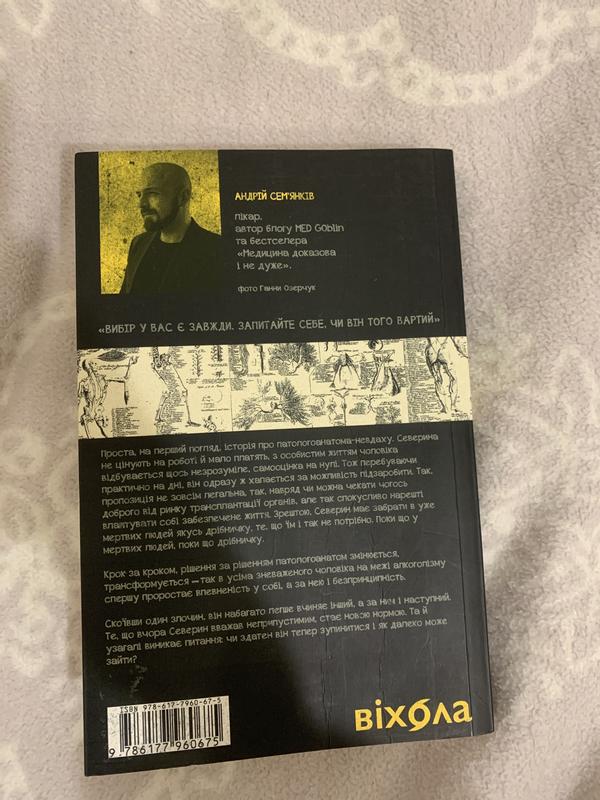 АНДРІЙ СЕМ'ЯНКІВ
лікар,
автор блогу MED GOblin
та бестселера
«Медицина доказова
і не дуже».
фото Ганни Озерчук
«ВИБІР У ВАС Є ЗАВЖДИ. ЗАПИТАЙТЕ СЕБЕ, ЧИ ВІН ТОГО ВАРТИЙ»
Проста, на перший погляд, історія про патологоанатома-невдаху. Северина
не цінують на роботі й мало платять, з особистим життям чоловіка
відбувається щось незрозуміле, самооцінка на нулі. Тож перебуваючи
практично на дні, він одразу ж хапається за можливість підзаробити. Так,
пропозиція не зовсім легальна, так, навряд чи можна чекати чогось
доброго від ринку трансплантації органів, але так спокусливо нарешті
влаштувати собі забезпечене життя. Зрештою, Северин має забрати в уже
мертвих людей якусь дрібничку, те, що їм і так не потрібно. Поки що у
мертвих людей, поки що дрібничку.
Крок за кроком, рішення за рішенням патологоанатом змінюється,
трансформується — так в усіма зневаженого чоловіка на межі алкоголізму
спершу проростає впевненість у собі, а за нею і безпринципність.
Скоївши один злочин, він набагато легше вчиняє інший, а за ним і наступний.
Те, що вчора Северин вважав неприпустимим, стає новою нормою. Та й
узагалі виникає питання: чи здатен він тепер зупинитися і як далеко може
зайти?
ISBN 978-617-7960-67-5
9 786177 960675
віхола